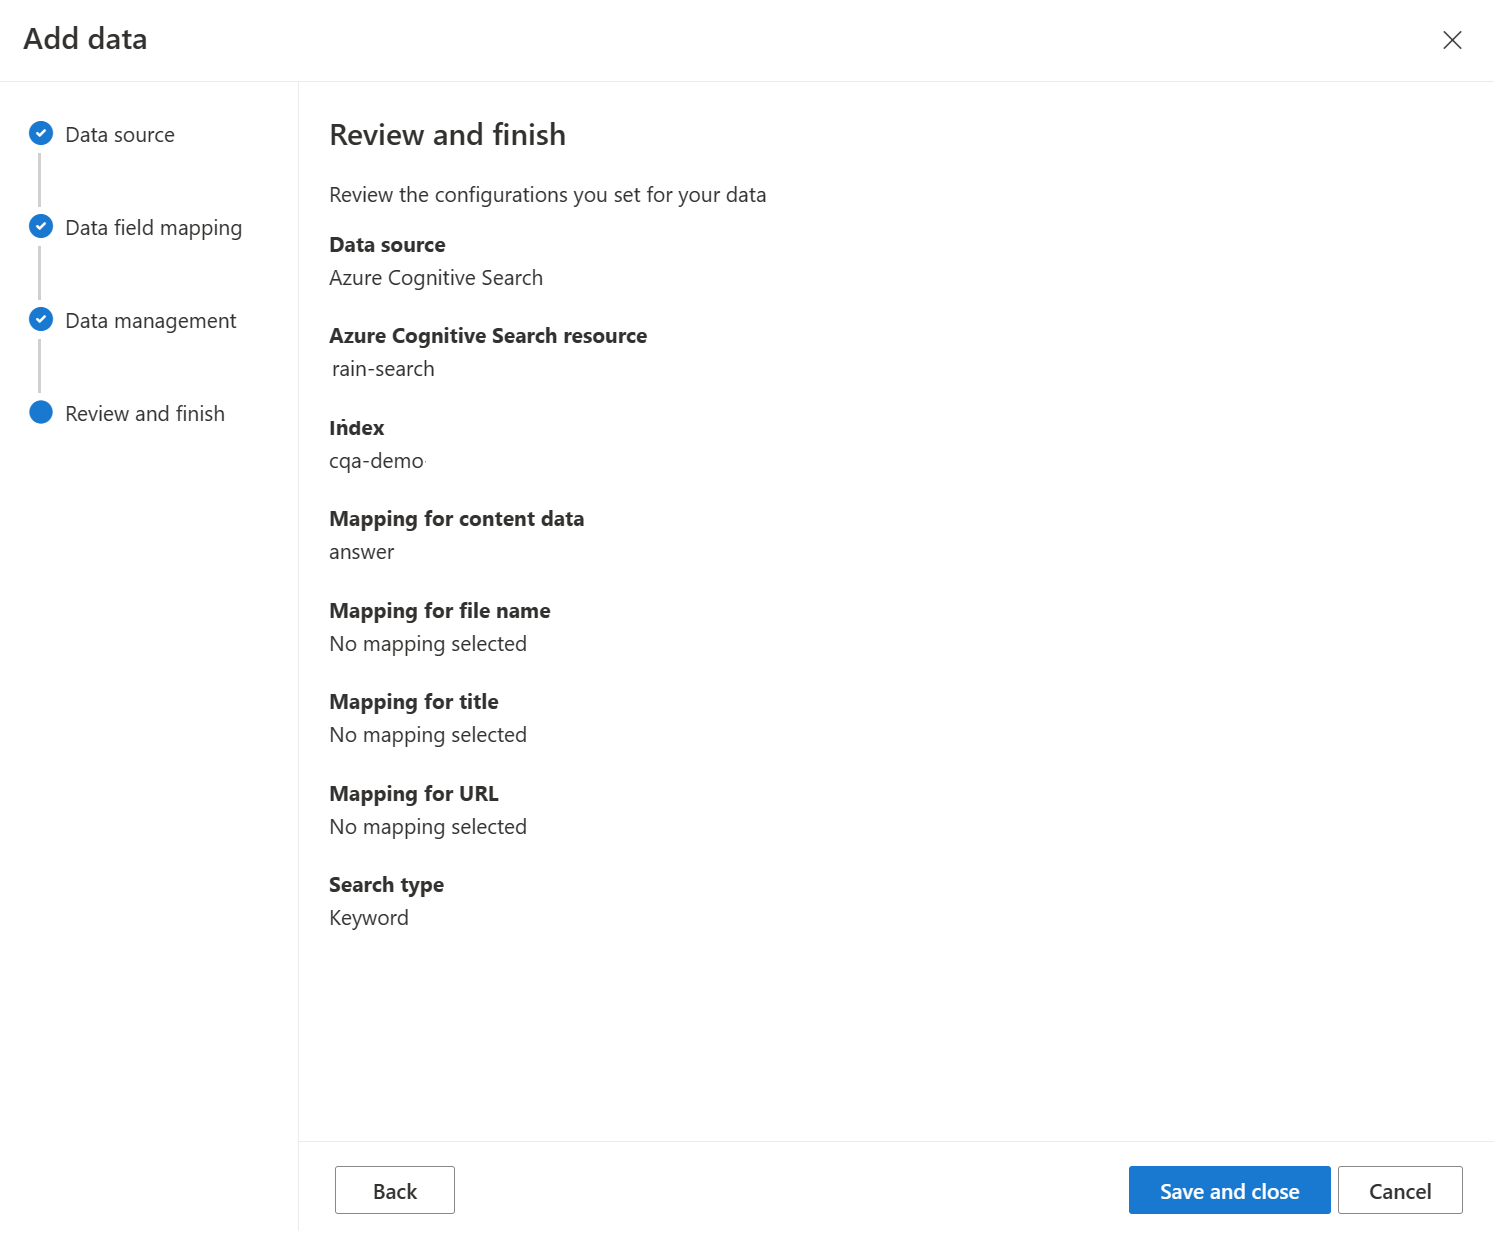 Add data
Data source
Data field mapping
Data management
Review and finish
Review and finish
Review the configurations you set for your data
Data source
Azure Cognitive Search
Azure Cognitive Search resource
rain-search
Index
cqa-demo
Mapping for content data
answer
Mapping for file name
No mapping selected
Mapping for title
No mapping selected
Mapping for URL
No mapping selected
Search type
Keyword
Back
Save and close
Cancel